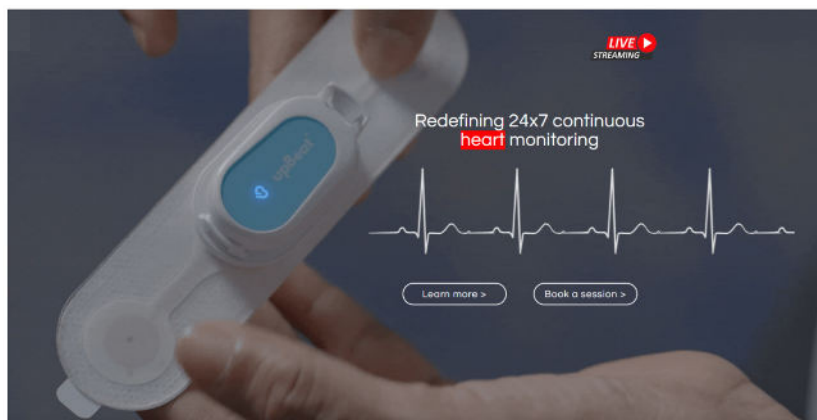 LIVE
STREAMING
Redefining 24x7 continuous
heart monitoring
upBeat
Learn more >
Book a session >